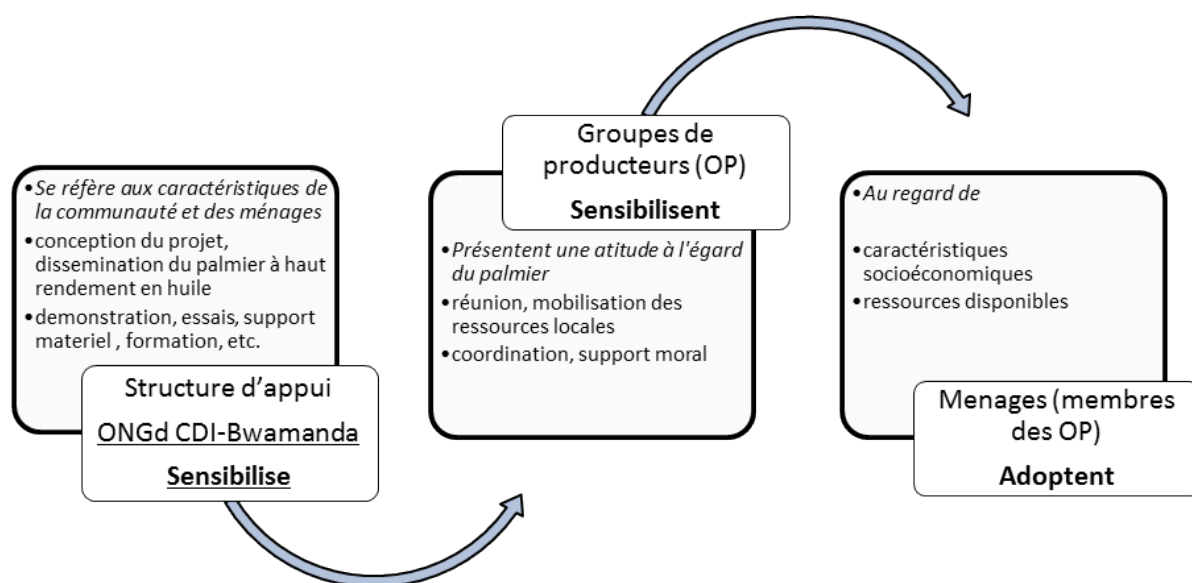 •Se réfère aux caractéristiques de
la communauté et des ménages
•conception du projet,
dissemination du palmier à haut
rendement en huile
•demonstration, essais, support
materiel , formation, etc.
Structure d’appui
ONGd CDI-Bwamanda
Sensibilise
Groupes de
producteurs (OP)
Sensibilisent
•Présentent une atitude à l'égard
du palmier
•réunion, mobilisation des
ressources locales
•coordination, support moral
•Au regard de
•caractéristiques
socioéconomiques
•ressources disponibles
Menages (membres
des OP)
Adoptent